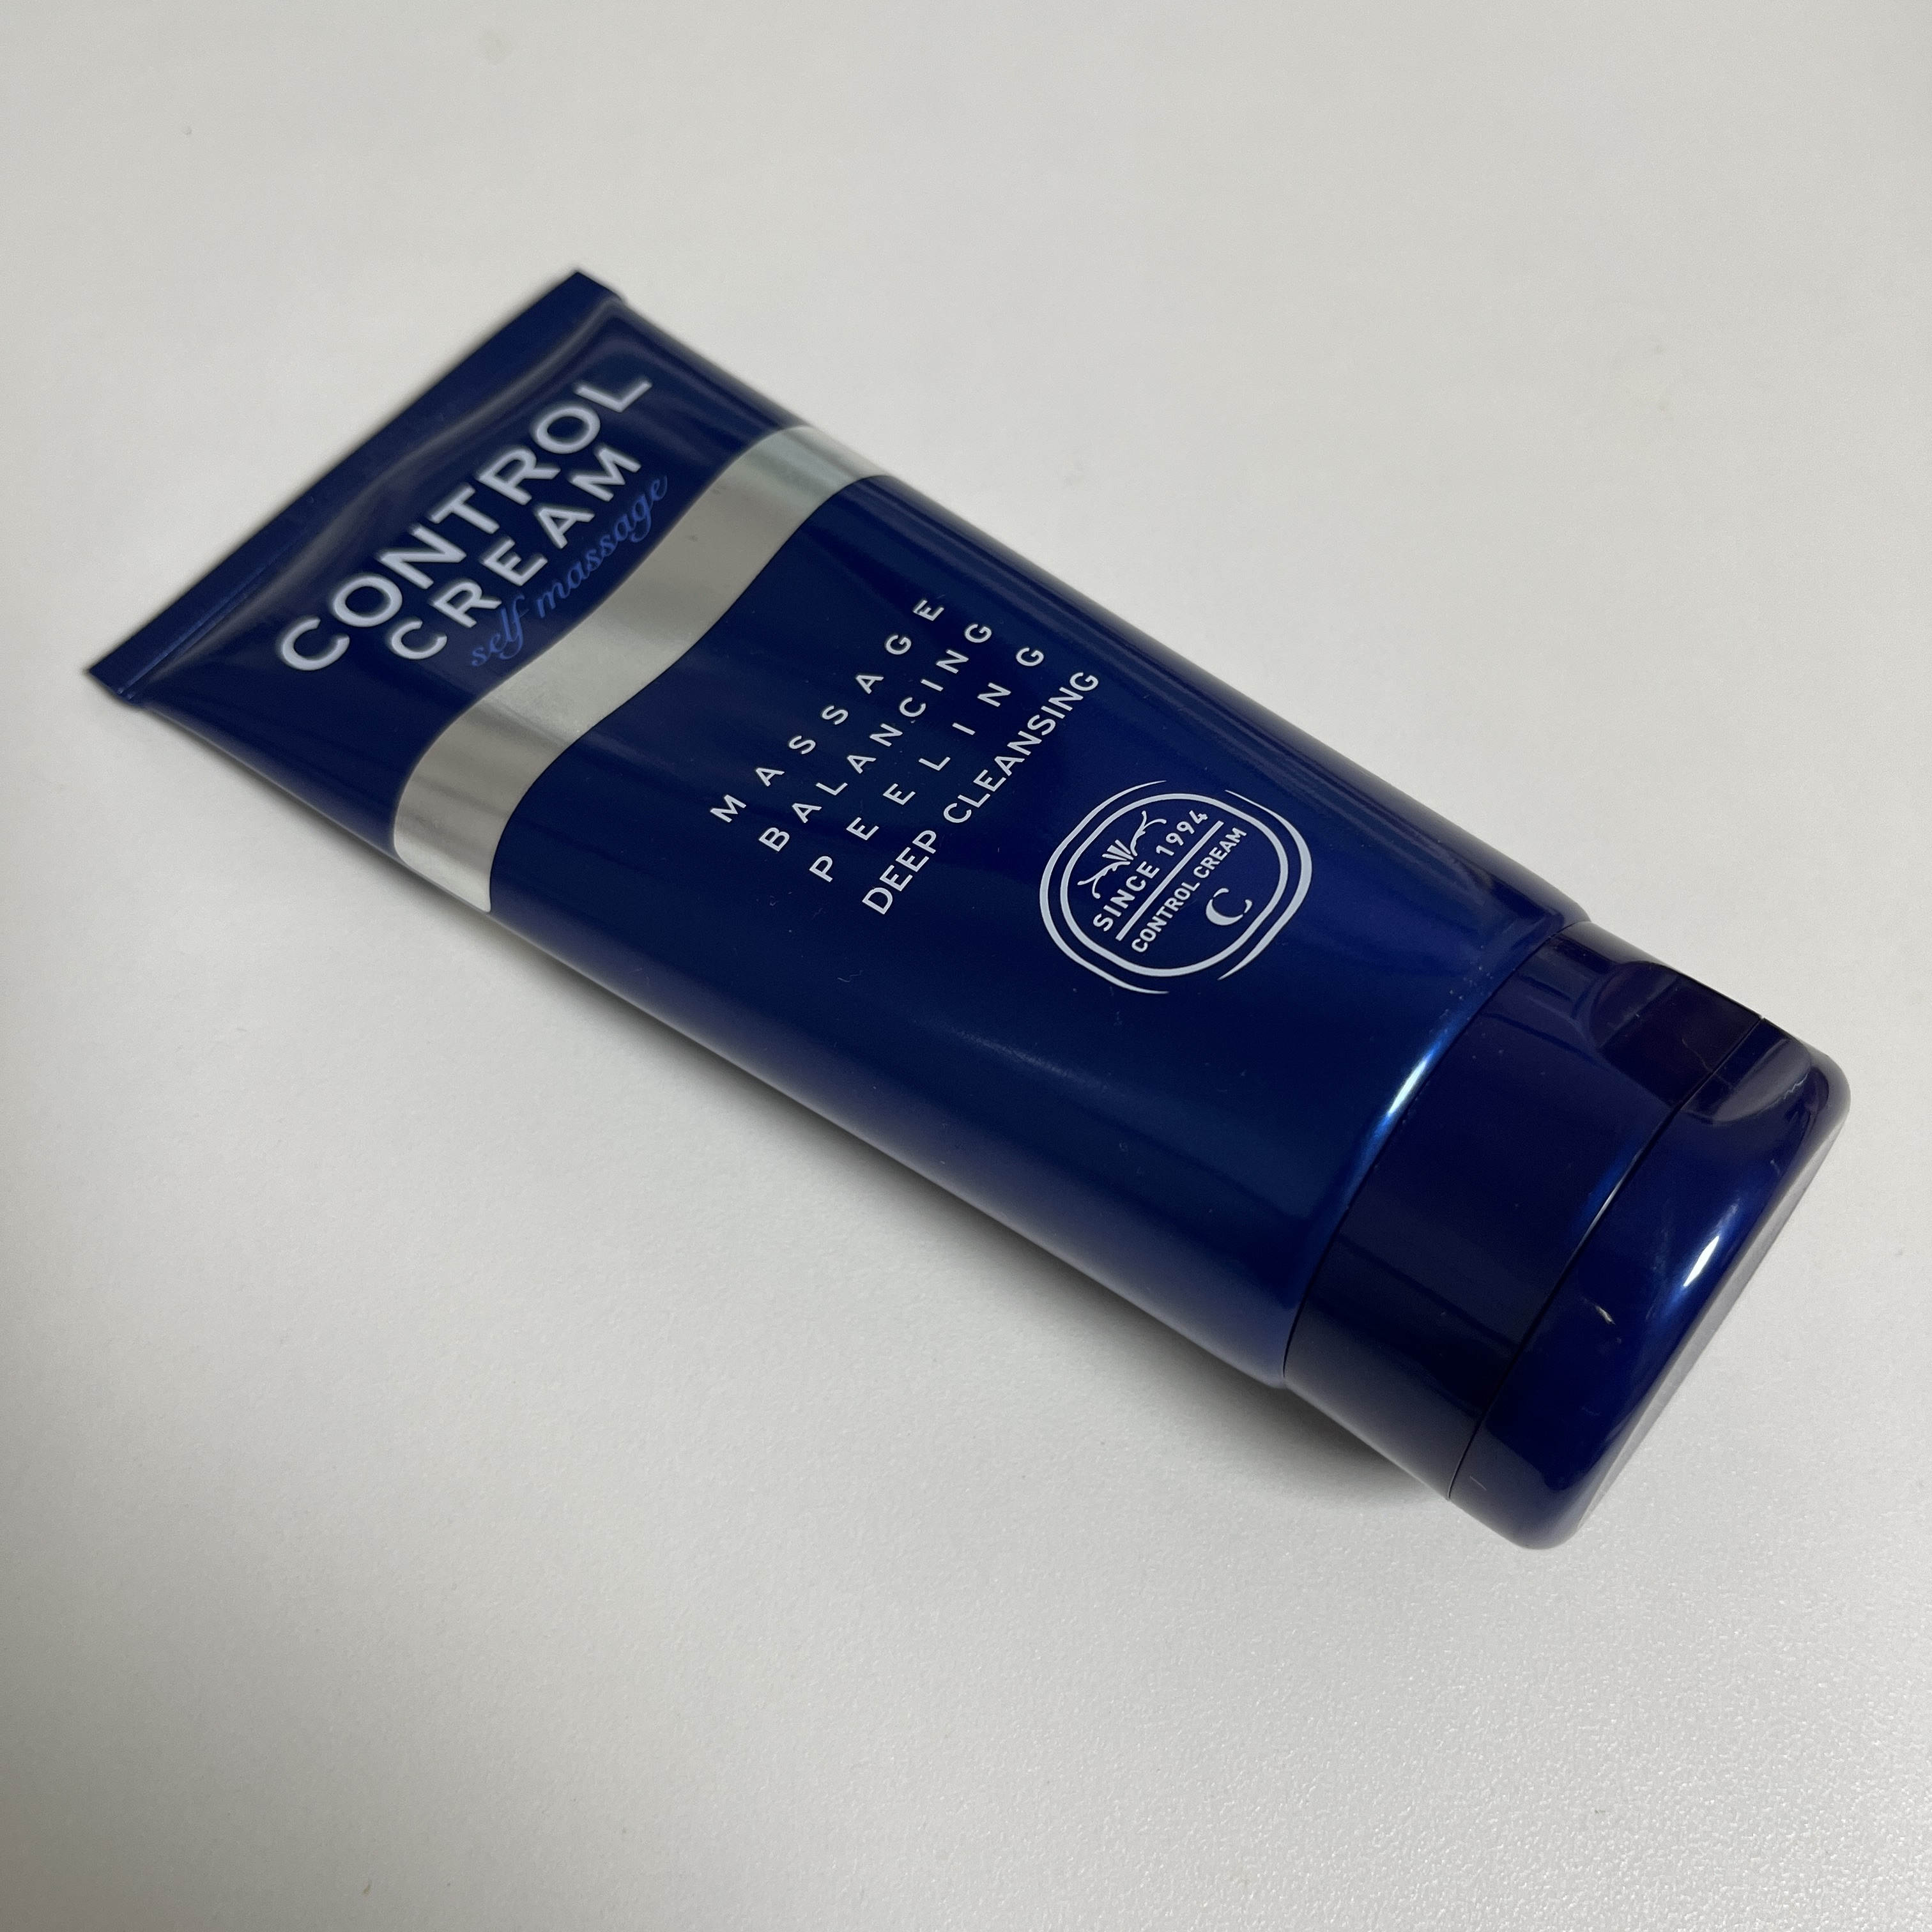 CONTROL
CREAM
self massage
MASSAGE
BALANCING
PEELING
DEEP CLEANSING
SINCE 1994
CONTROL CREAM
C